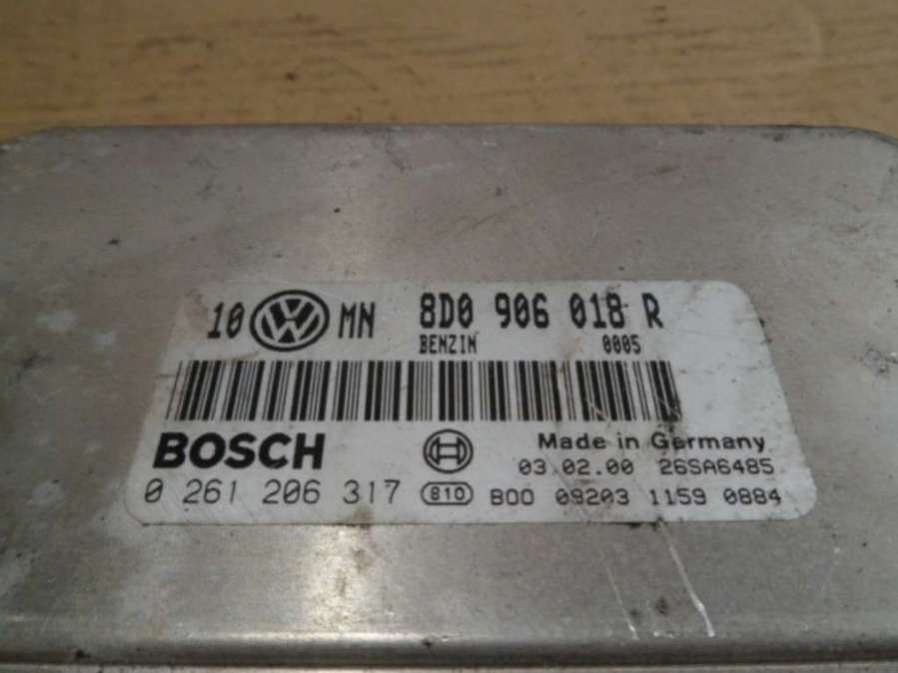 10 VW MN 8D0 906 018 R
BENZIN 0005
BOSCH Made in Germany
03.02.00 26SA6485
0 261 206 317 810 B00 09203 1159 0884